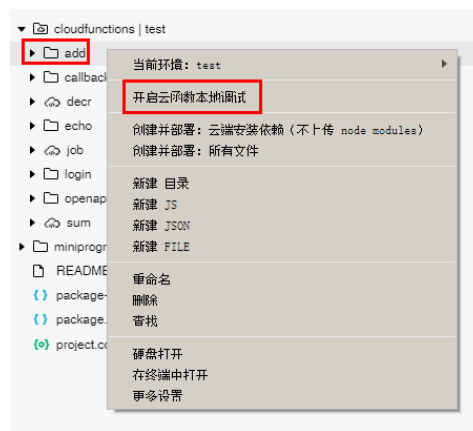 cloudfunctions | test
add
当前环境: test
callback
开启云函数本地调试
decr
echo
创建并部署: 云端安装依赖（不上传 node modules）
job
创建并部署: 所有文件
login
新建 目录
openap
新建 JS
sum
新建 JSON
miniprogr
新建 FILE
README
重命名
package-
删除
package.
查找
project.co
硬盘打开
在终端中打开
更多设置